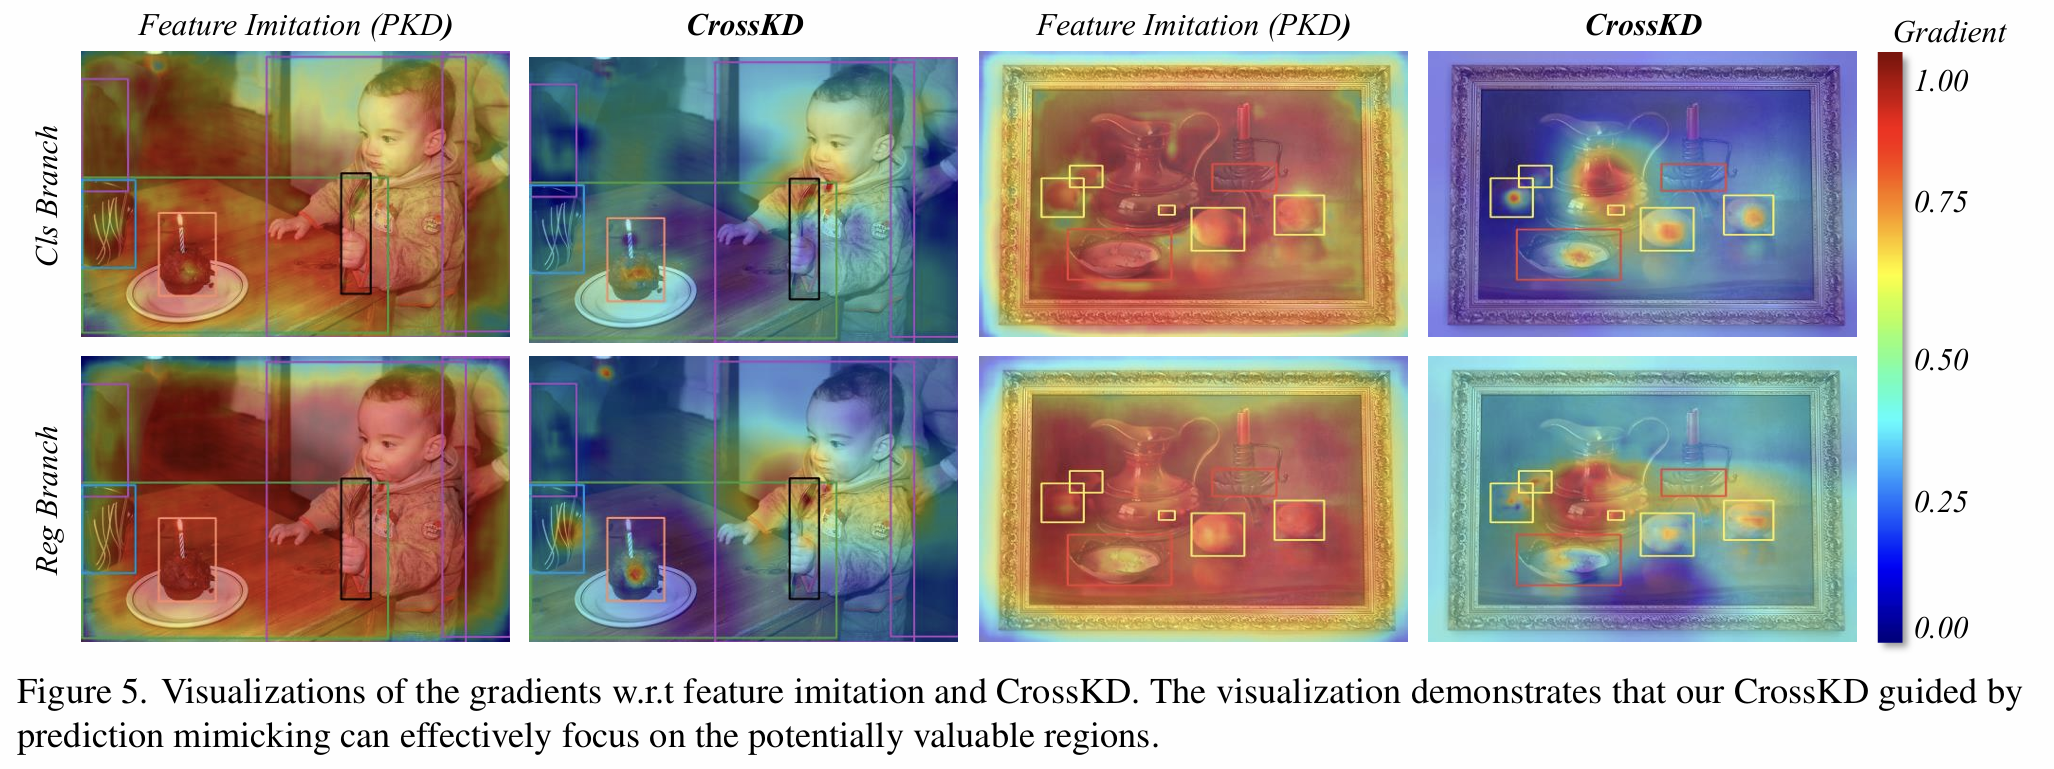 Feature Imitation (PKD) CrossKD Feature Imitation (PKD) CrossKD Gradient
Cls Branch
Reg Branch
1.00
0.75
0.50
0.25
0.00
Figure 5. Visualizations of the gradients w.r.t feature imitation and CrossKD. The visualization demonstrates that our CrossKD guided by
prediction mimicking can effectively focus on the potentially valuable regions.